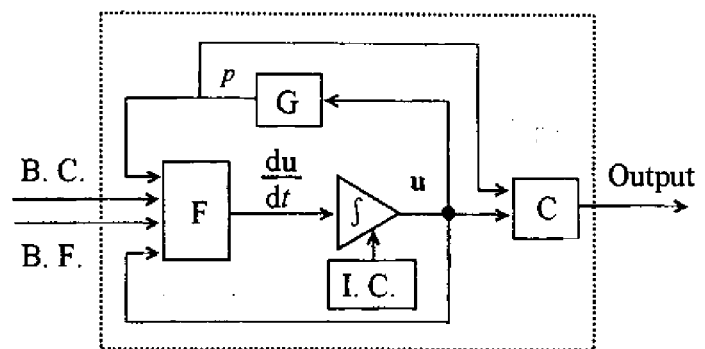 p
G
B. C.
F
du
dt
∫
u
C
Output
B. F.
I. C.